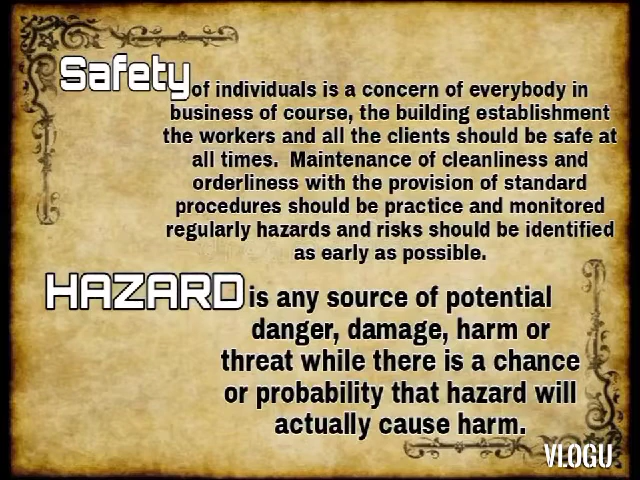 Safety of individuals is a concern of everybody in
business of course, the building establishment
the workers and all the clients should be safe at
all times. Maintenance of cleanliness and
orderliness with the provision of standard
procedures should be practice and monitored
regularly hazards and risks should be identified
as early as possible.
HAZARD is any source of potential
danger, damage, harm or
threat while there is a chance
or probability that hazard will
actually cause harm.
VLOGU